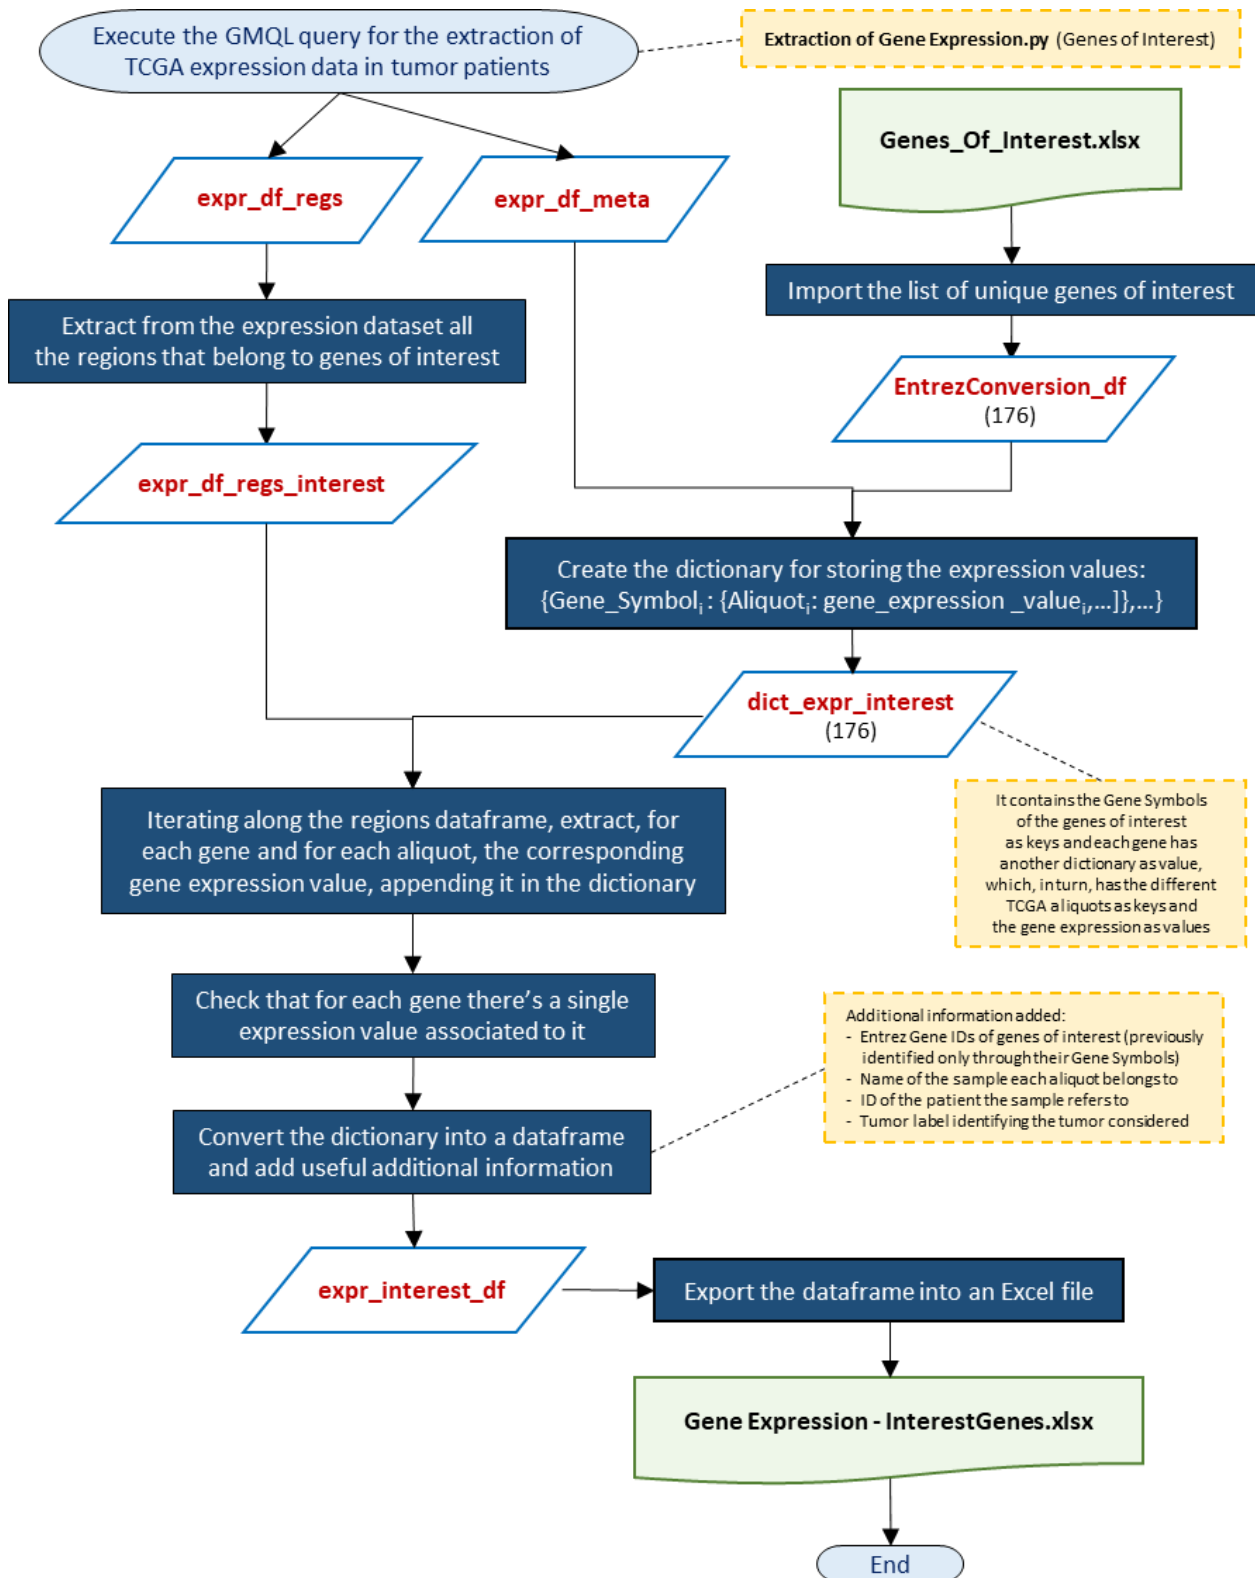 Execute the GMQL query for the extraction of
TCGA expression data in tumor patients
Extraction of Gene Expression.py (Genes of Interest)
Genes_Of_Interest.xlsx
expr_df_regs
expr_df_meta
Import the list of unique genes of interest
Extract from the expression dataset all
the regions that belong to genes of interest
EntrezConversion_df
(176)
expr_df_regs_interest
Create the dictionary for storing the expression values:
{Gene_Symbolᵢ: {Aliquotᵢ: gene_expression _valueᵢ,…]},…}
dict_expr_interest
(176)
It contains the Gene Symbols
of the genes of interest
as keys and each gene has
another dictionary as value,
which, in turn, has the different
TCGA aliquots as keys and
the gene expression as values
Iterating along the regions dataframe, extract, for
each gene and for each aliquot, the corresponding
gene expression value, appending it in the dictionary
Check that for each gene there’s a single
expression value associated to it
Additional information added:
- Entrez Gene IDs of genes of interest (previously
identified only through their Gene Symbols)
- Name of the sample each aliquot belongs to
- ID of the patient the sample refers to
- Tumor label identifying the tumor considered
Convert the dictionary into a dataframe
and add useful additional information
expr_interest_df
Export the dataframe into an Excel file
Gene Expression - InterestGenes.xlsx
End